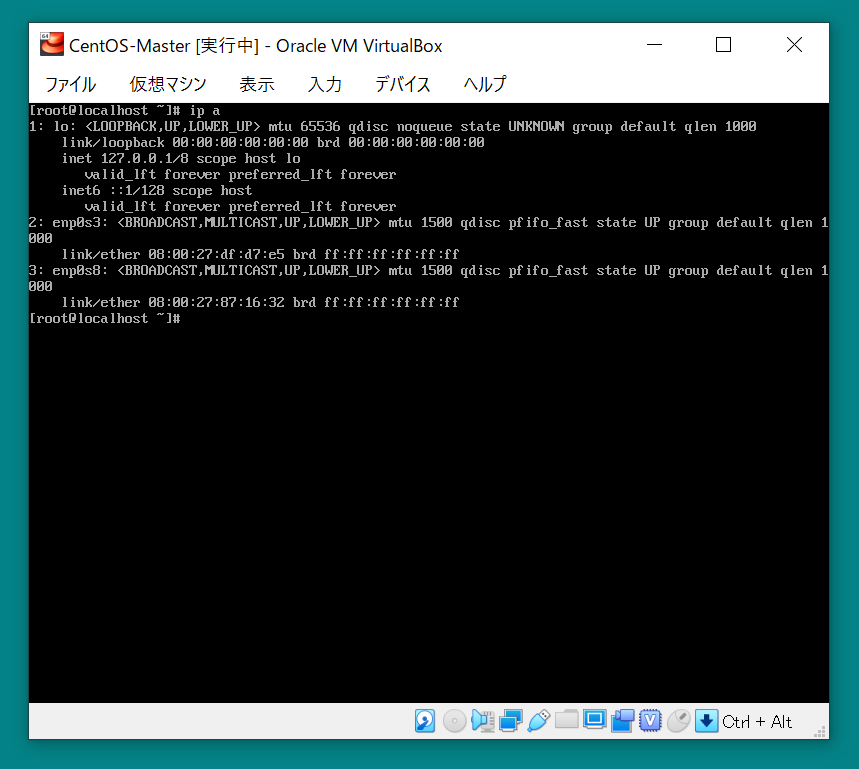 64
CentOS-Master [実行中] - Oracle VM VirtualBox
ファイル 仮想マシン 表示 入力 デバイス ヘルプ
[root@localhost ~]# ip a
1: lo: <LOOPBACK,UP,LOWER_UP> mtu 65536 qdisc noqueue state UNKNOWN group default qlen 1000
    link/loopback 00:00:00:00:00:00 brd 00:00:00:00:00:00
    inet 127.0.0.1/8 scope host lo
       valid_lft forever preferred_lft forever
    inet6 ::1/128 scope host
       valid_lft forever preferred_lft forever
2: enp0s3: <BROADCAST,MULTICAST,UP,LOWER_UP> mtu 1500 qdisc pfifo_fast state UP group default qlen 1
000
    link/ether 08:00:27:df:d7:e5 brd ff:ff:ff:ff:ff:ff
3: enp0s8: <BROADCAST,MULTICAST,UP,LOWER_UP> mtu 1500 qdisc pfifo_fast state UP group default qlen 1
000
    link/ether 08:00:27:87:16:32 brd ff:ff:ff:ff:ff:ff
[root@localhost ~]#
V
Ctrl + Alt